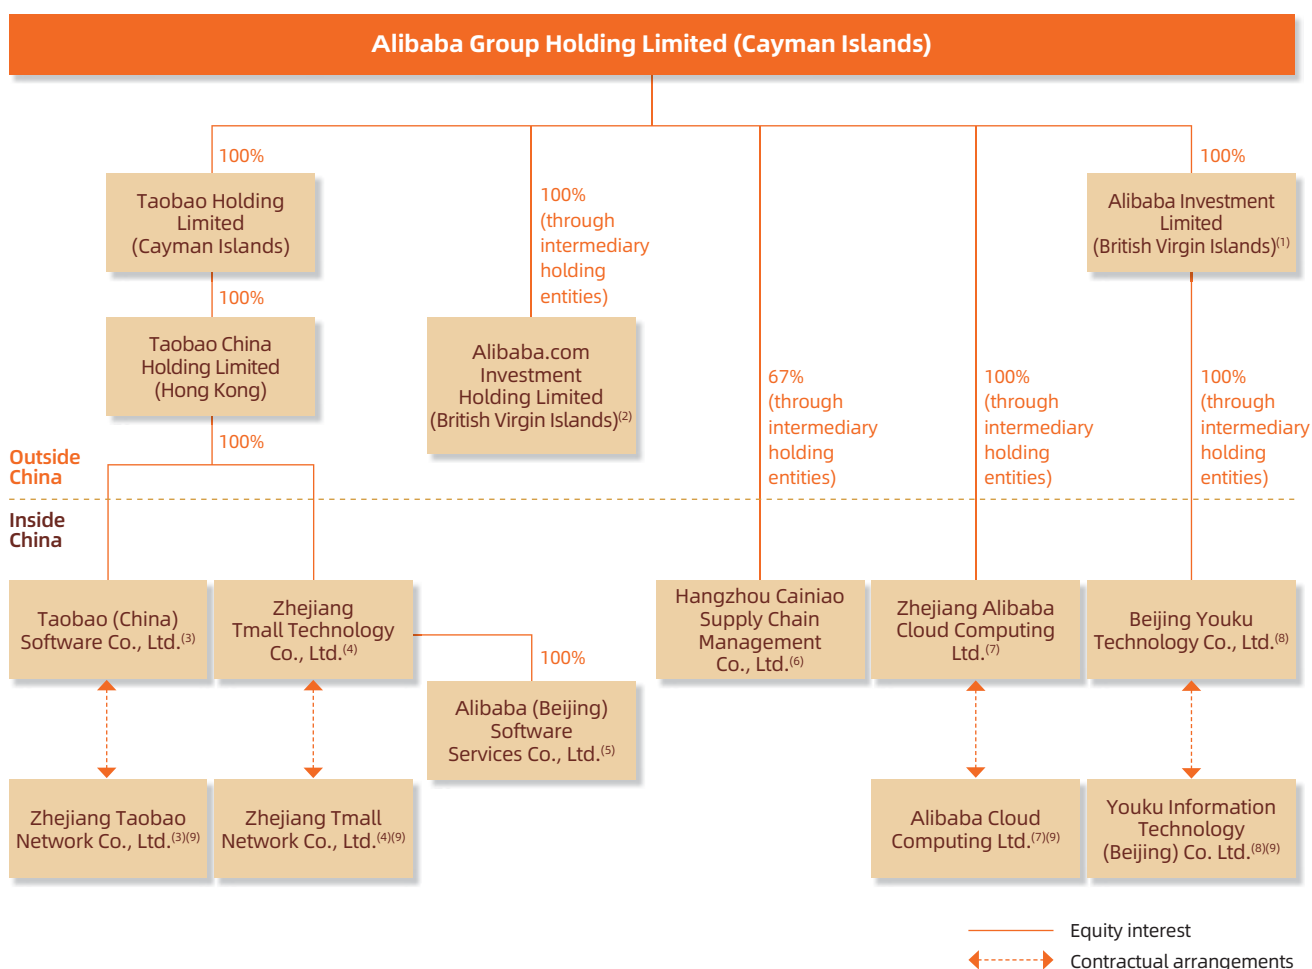 Alibaba Group Holding Limited (Cayman Islands)
100%
Taobao Holding
Limited
(Cayman Islands)
100%
Taobao China
Holding Limited
(Hong Kong)
100%
100%
(through
intermediary
holding
entities)
Alibaba.com
Investment
Holding Limited
(British Virgin Islands)(2)
67%
(through
intermediary
holding
entities)
100%
(through
intermediary
holding
entities)
100%
Alibaba Investment
Limited
(British Virgin Islands)(1)
100%
(through
intermediary
holding
entities)
Outside
China
Inside
China
Taobao (China)
Software Co., Ltd.(3)
Zhejiang
Tmall Technology
Co., Ltd.(4)
100%
Alibaba (Beijing)
Software
Services Co., Ltd.(5)
Hangzhou Cainiao
Supply Chain
Management
Co., Ltd.(6)
Zhejiang Alibaba
Cloud Computing
Ltd.(7)
Beijing Youku
Technology Co., Ltd.(8)
Zhejiang Taobao
Network Co., Ltd.(3)(9)
Zhejiang Tmall
Network Co., Ltd.(4)(9)
Alibaba Cloud
Computing Ltd.(7)(9)
Youku Information
Technology
(Beijing) Co. Ltd.(8)(9)
Equity interest
Contractual arrangements